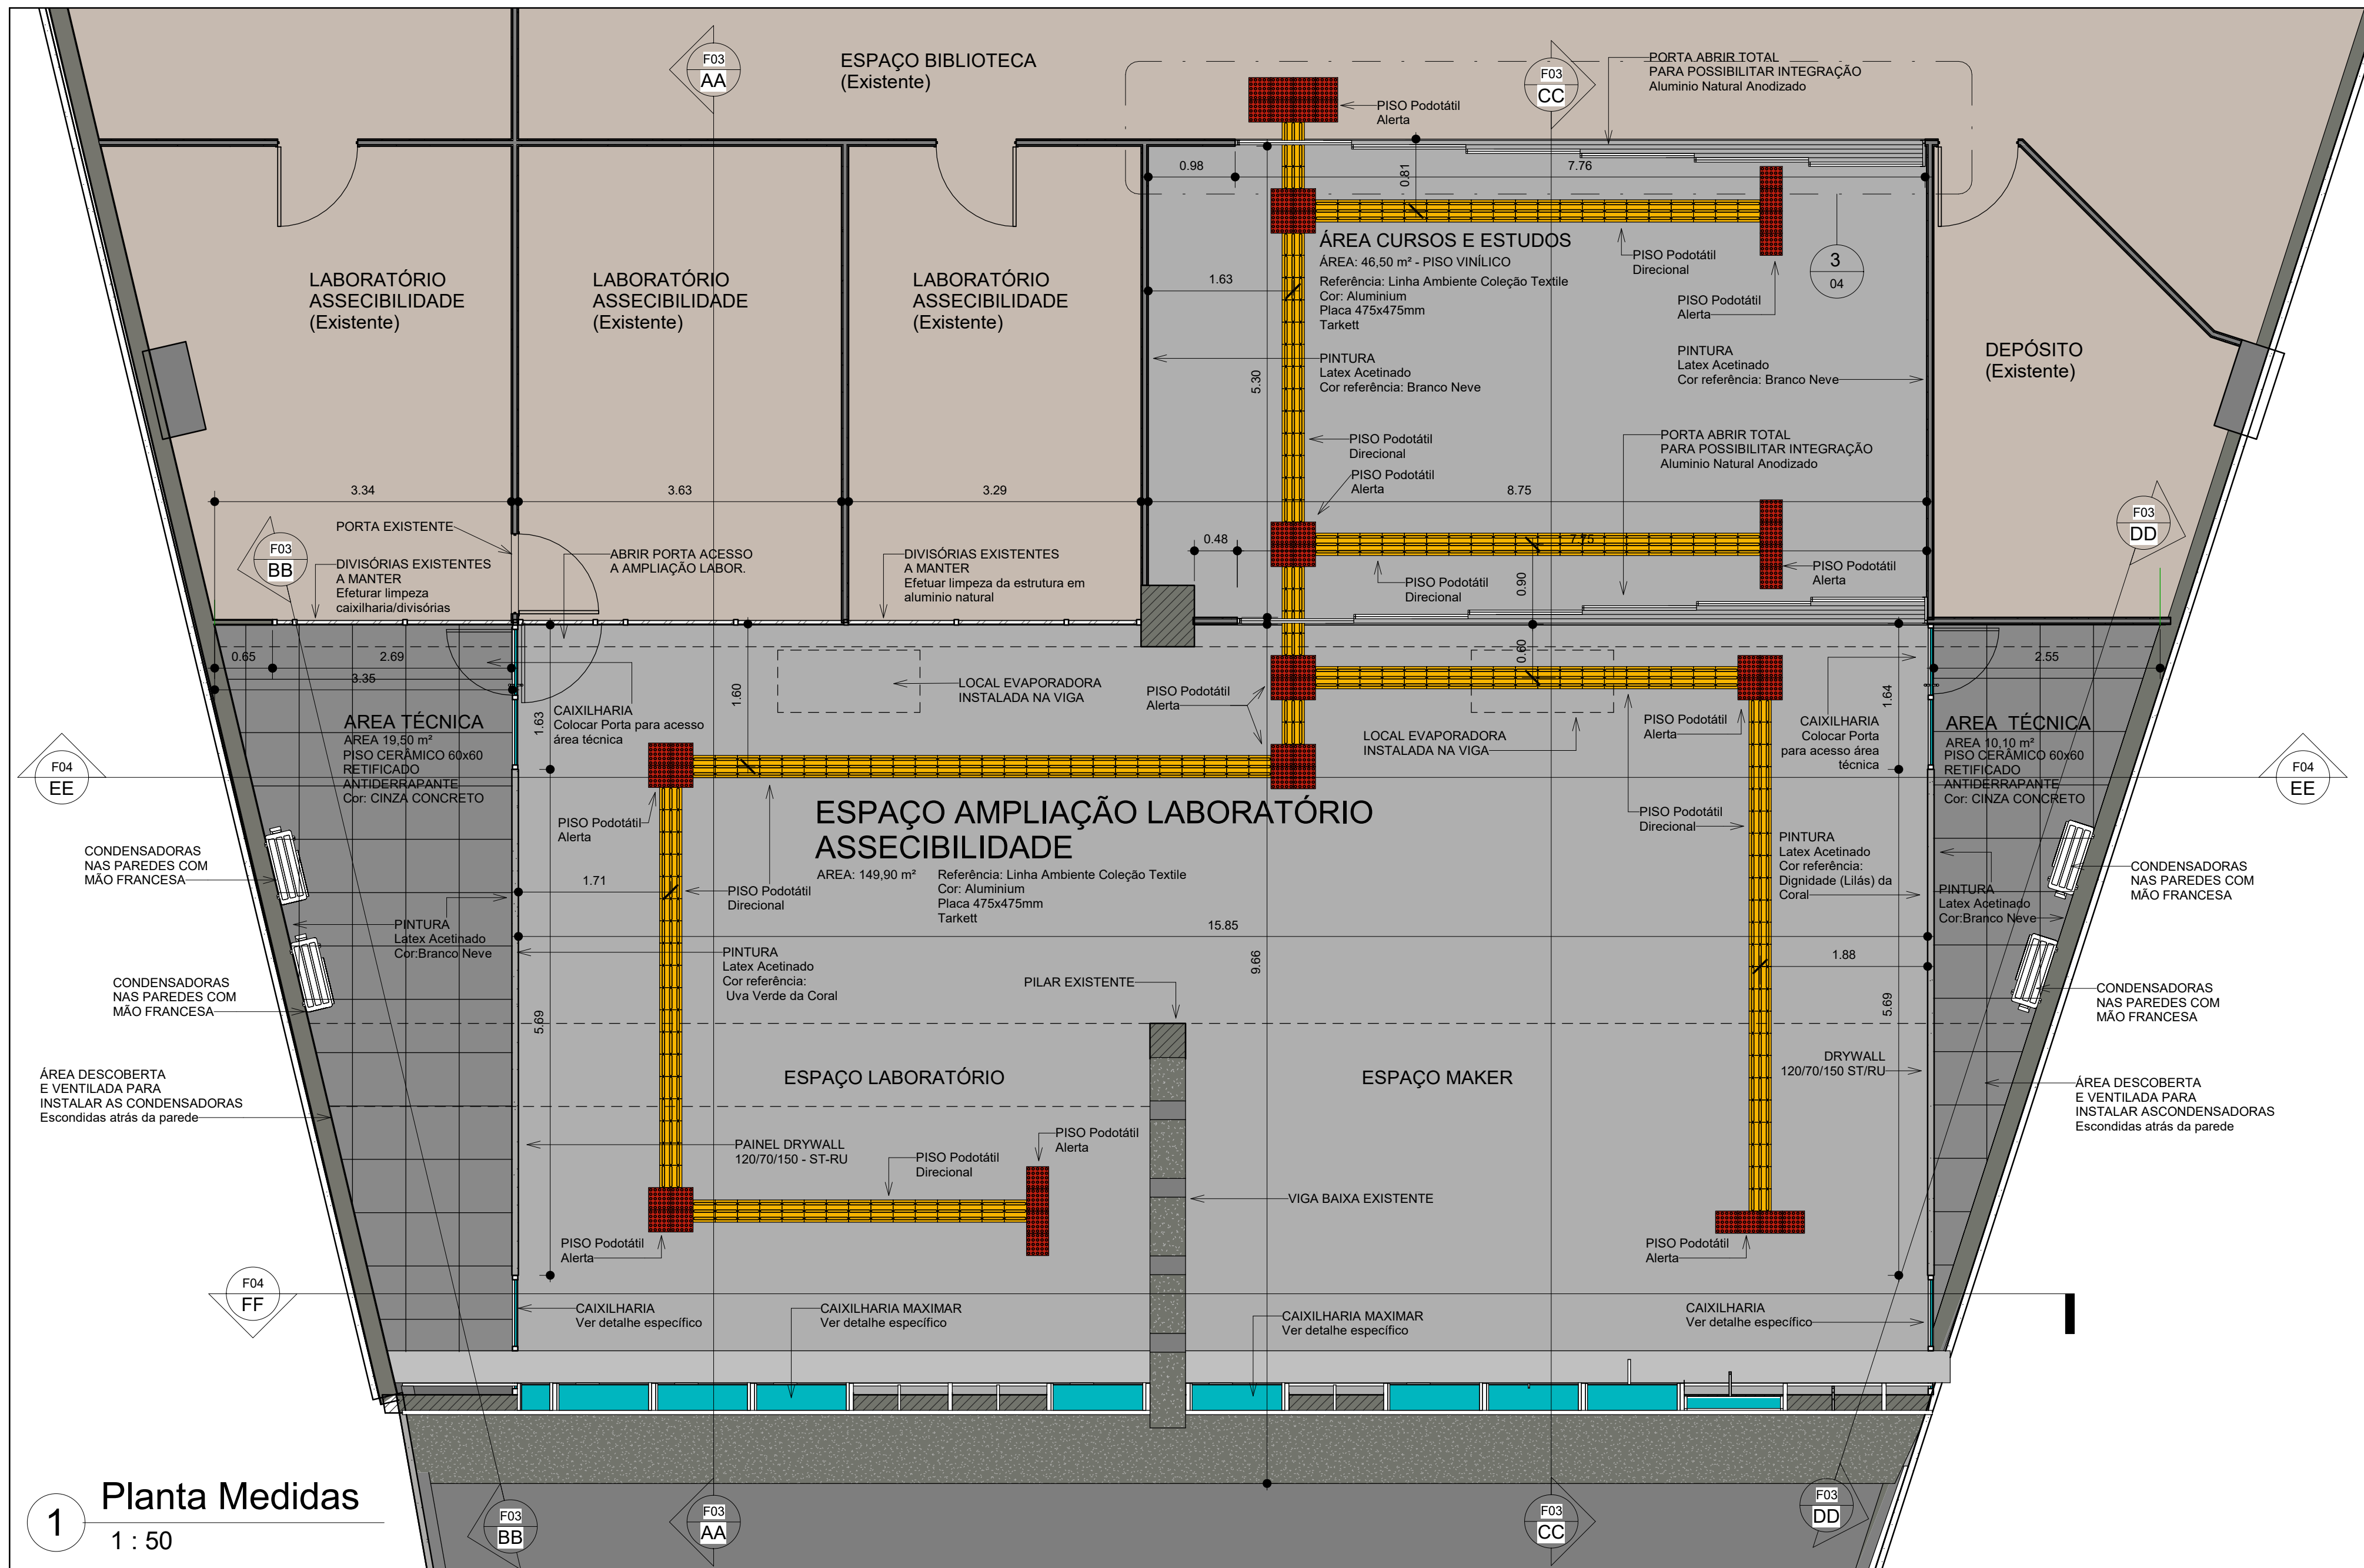 F03
AA
ESPAÇO BIBLIOTECA
(Existente)
F03
CC
PORTA ABRIR TOTAL
PARA POSSIBILITAR INTEGRAÇÃO
Aluminio Natural Anodizado
PISO Podotátil
Alerta
0.98
0.81
7.76
ÁREA CURSOS E ESTUDOS
ÁREA: 46,50 m² - PISO VINÍLICO
Referência: Linha Ambiente Coleção Textile
Cor: Aluminium
Placa 475x475mm
Tarkett
PISO Podotátil
Direcional
3
04
PISO Podotátil
Alerta
1.63
LABORATÓRIO
ASSECIBILIDADE
(Existente)
LABORATÓRIO
ASSECIBILIDADE
(Existente)
LABORATÓRIO
ASSECIBILIDADE
(Existente)
DEPÓSITO
(Existente)
PINTURA
Latex Acetinado
Cor referência: Branco Neve
PINTURA
Latex Acetinado
Cor referência: Branco Neve
5.30
PISO Podotátil
Direcional
PISO Podotátil
Alerta
PORTA ABRIR TOTAL
PARA POSSIBILITAR INTEGRAÇÃO
Aluminio Natural Anodizado
3.34
3.63
3.29
8.75
PORTA EXISTENTE
F03
BB
DIVISÓRIAS EXISTENTES
A MANTER
Efeturar limpeza
caixilharia/divisórias
ABRIR PORTA ACESSO
A AMPLIAÇÃO LABOR.
DIVISÓRIAS EXISTENTES
A MANTER
Efetuar limpeza da estrutura em
aluminio natural
0.48
7.75
F03
DD
PISO Podotátil
Direcional
0.90
PISO Podotátil
Alerta
0.65
2.69
3.35
1.63
1.60
0.60
1.64
2.55
CAIXILHARIA
Colocar Porta para acesso
área técnica
LOCAL EVAPORADORA
INSTALADA NA VIGA
PISO Podotátil
Alerta
LOCAL EVAPORADORA
INSTALADA NA VIGA
PISO Podotátil
Alerta
CAIXILHARIA
Colocar Porta
para acesso área
técnica
AREA TÉCNICA
AREA 19,50 m²
PISO CERÂMICO 60x60
RETIFICADO
ANTIDERRAPANTE
Cor: CINZA CONCRETO
AREA TÉCNICA
AREA 10,10 m²
PISO CERÂMICO 60x60
RETIFICADO
ANTIDERRAPANTE
Cor: CINZA CONCRETO
F04
EE
F04
EE
ESPAÇO AMPLIAÇÃO LABORATÓRIO
ASSECIBILIDADE
AREA: 149,90 m²
Referência: Linha Ambiente Coleção Textile
Cor: Aluminium
Placa 475x475mm
Tarkett
PISO Podotátil
Alerta
PISO Podotátil
Direcional
PISO Podotátil
Direcional
1.71
PINTURA
Latex Acetinado
Cor referência:
Dignidade (Lilás) da
Coral
CONDENSADORAS
NAS PAREDES COM
MÃO FRANCESA
CONDENSADORAS
NAS PAREDES COM
MÃO FRANCESA
PINTURA
Latex Acetinado
Cor:Branco Neve
PINTURA
Latex Acetinado
Cor:Branco Neve
15.85
9.66
1.88
PINTURA
Latex Acetinado
Cor referência:
Uva Verde da Coral
PILAR EXISTENTE
CONDENSADORAS
NAS PAREDES COM
MÃO FRANCESA
CONDENSADORAS
NAS PAREDES COM
MÃO FRANCESA
5.69
5.69
ESPAÇO LABORATÓRIO
ESPAÇO MAKER
DRYWALL
120/70/150 ST/RU
ÁREA DESCOBERTA
E VENTILADA PARA
INSTALAR AS CONDENSADORAS
Escondidas atrás da parede
ÁREA DESCOBERTA
E VENTILADA PARA
INSTALAR ASCONDENSADORAS
Escondidas atrás da parede
PAINEL DRYWALL
120/70/150 - ST-RU
PISO Podotátil
Direcional
PISO Podotátil
Alerta
VIGA BAIXA EXISTENTE
PISO Podotátil
Alerta
PISO Podotátil
Alerta
F04
FF
CAIXILHARIA
Ver detalhe específico
CAIXILHARIA MAXIMAR
Ver detalhe específico
CAIXILHARIA MAXIMAR
Ver detalhe específico
CAIXILHARIA
Ver detalhe específico
1
Planta Medidas
1 : 50
F03
BB
F03
AA
F03
CC
F03
DD